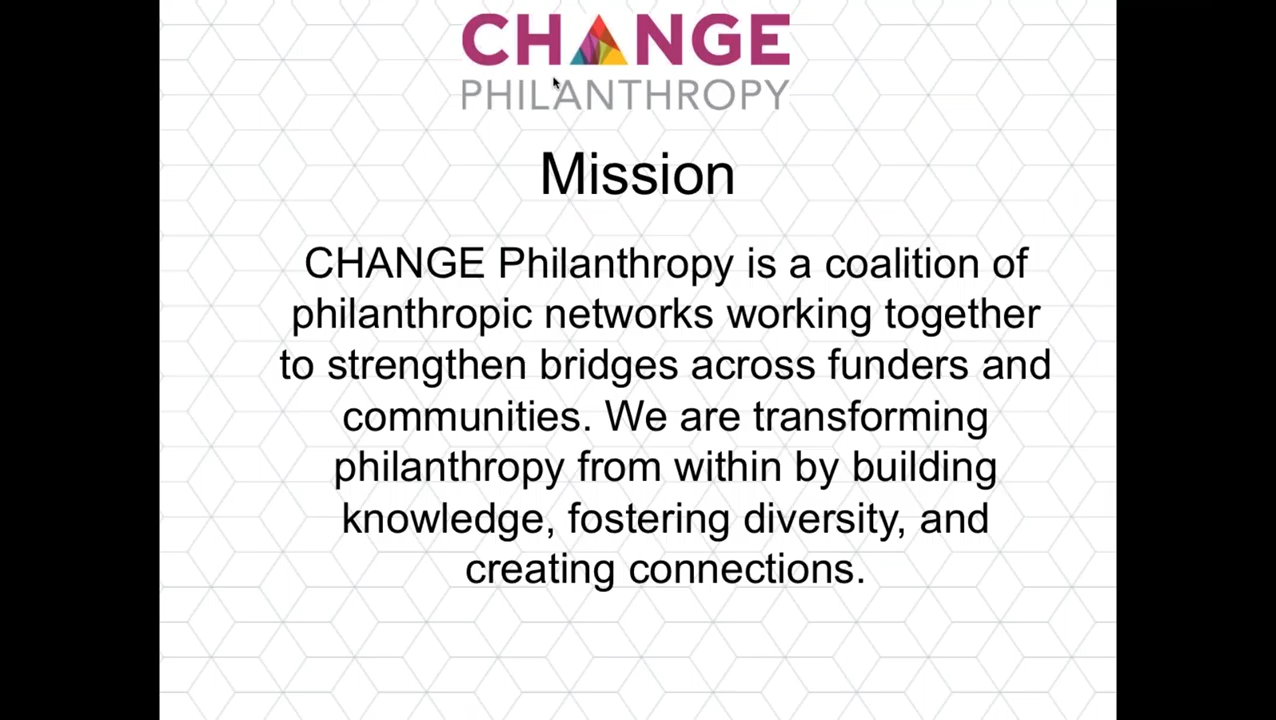 CHANGE
PHILANTHROPY
Mission
CHANGE Philanthropy is a coalition of
philanthropic networks working together
to strengthen bridges across funders and
communities. We are transforming
philanthropy from within by building
knowledge, fostering diversity, and
creating connections.